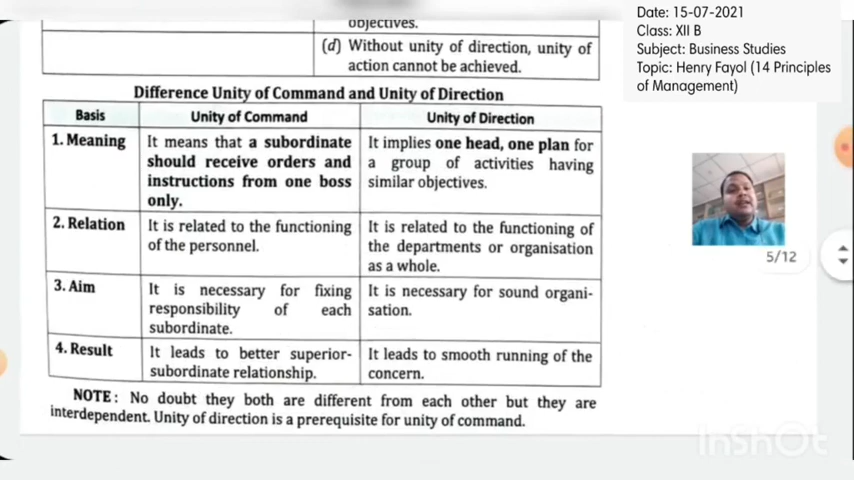 objectives.
(d) Without unity of direction, unity of
action cannot be achieved.
Difference Unity of Command and Unity of Direction
Basis
Unity of Command
Unity of Direction
1. Meaning
It means that a subordinate
should receive orders and
instructions from one boss
only.
It implies one head, one plan for
a group of activities having
similar objectives.
2. Relation
It is related to the functioning
of the personnel.
It is related to the functioning of
the departments or organisation
as a whole.
3. Aim
It is necessary for fixing
responsibility of each
subordinate.
It is necessary for sound organi-
sation.
4. Result
It leads to better superior-
subordinate relationship.
It leads to smooth running of the
concern.
NOTE : No doubt they both are different from each other but they are
interdependent. Unity of direction is a prerequisite for unity of command.
Date: 15-07-2021
Class: XII B
Subject: Business Studies
Topic: Henry Fayol (14 Principles
of Management)
5/12
InShOt